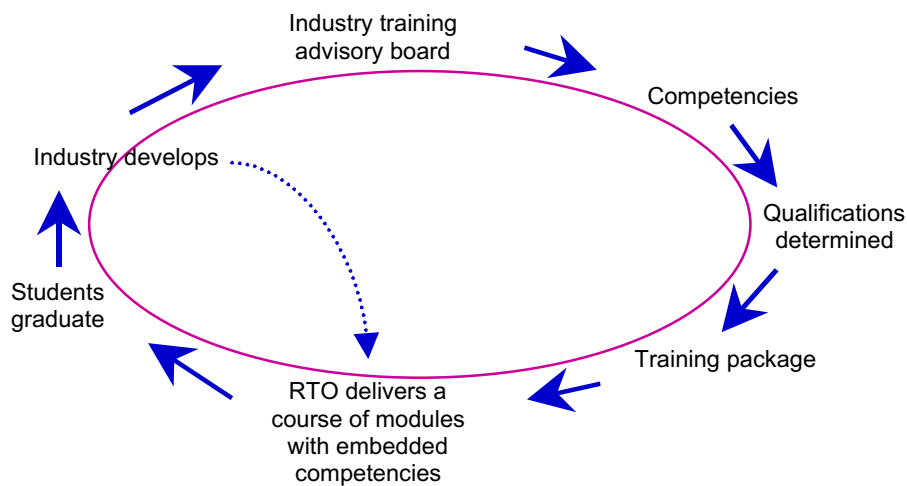 Industry training
advisory board
Competencies
Qualifications
determined
Training package
RTO delivers a
course of modules
with embedded
competencies
Students
graduate
Industry develops